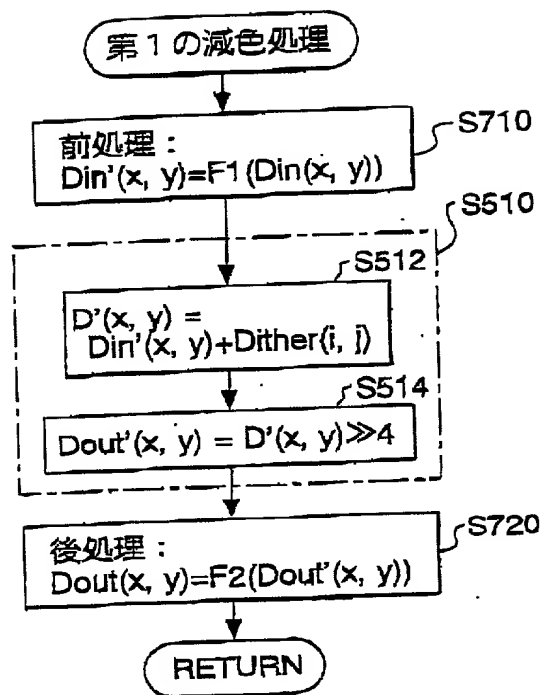 第1の減色処理
S710
前処理：
Din'(x, y)=F1(Din(x, y))
S510
S512
D'(x, y) =
Din'(x, y)+Dither(i, j)
S514
Dout'(x, y) = D'(x, y)≫4
S720
後処理：
Dout(x, y)=F2(Dout'(x, y))
RETURN